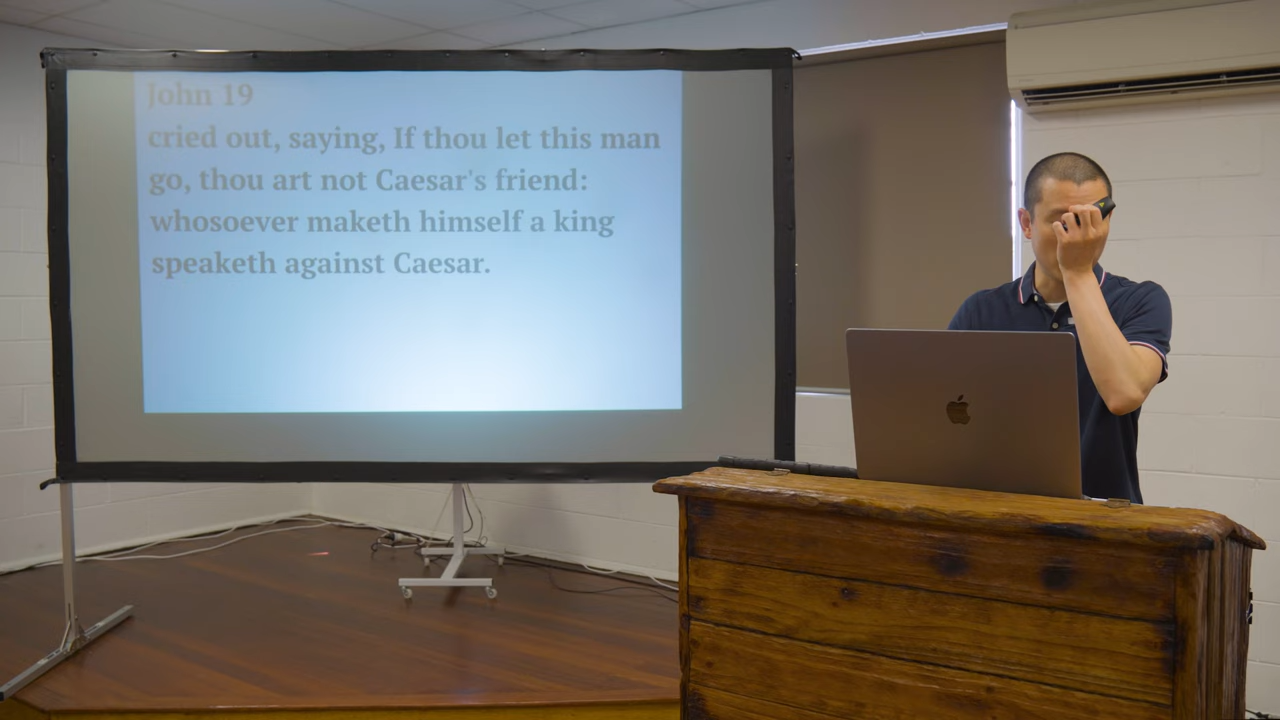 John 19
cried out, saying, If thou let this man
go, thou art not Caesar's friend:
whosoever maketh himself a king
speaketh against Caesar.